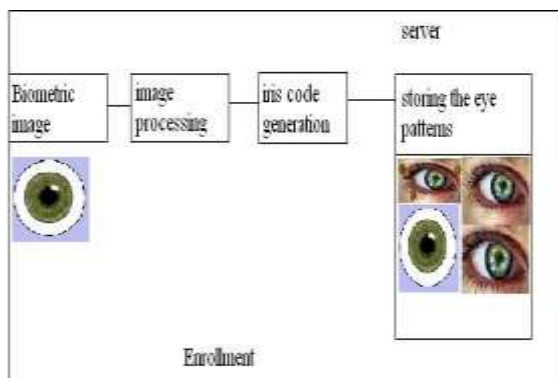 server
Biometric
image
image
processing
iris code
generation
storing the eye
patterns
Enrollment